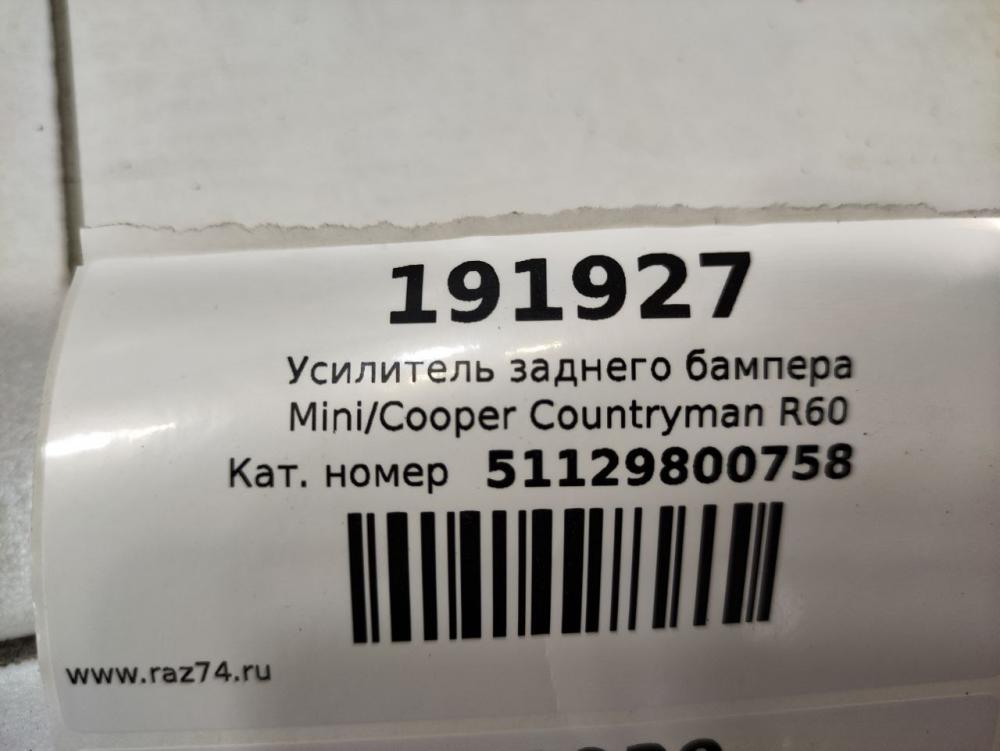 191927
Усилитель заднего бампера
Mini/Cooper Countryman R60
Кат. номер 51129800758
www.raz74.ru